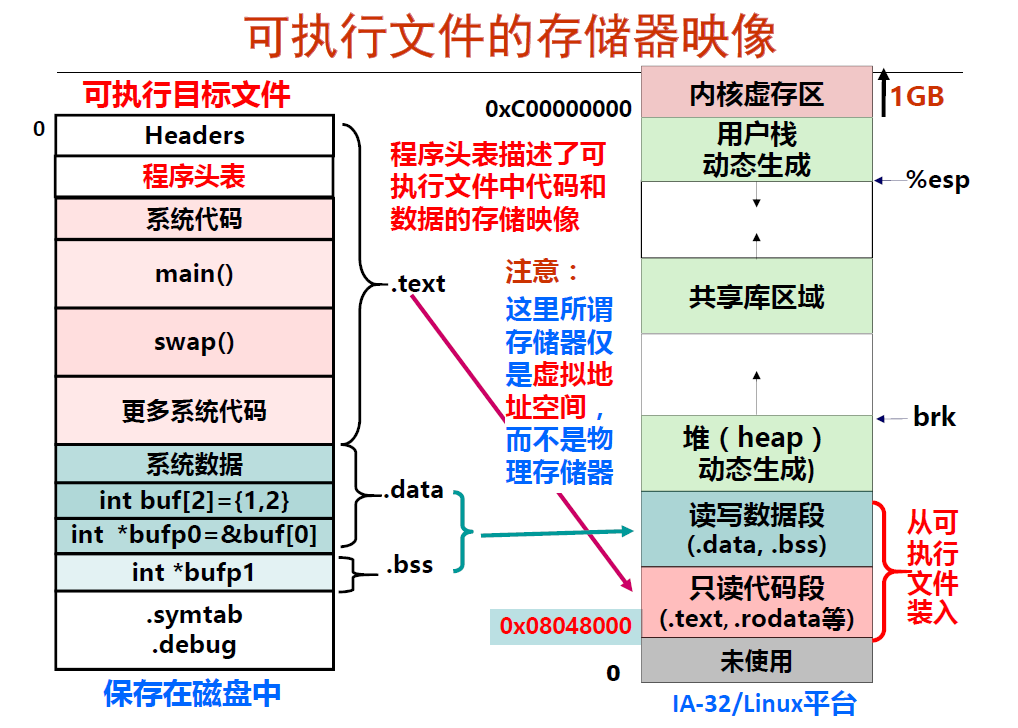 可执行文件的存储器映像
可执行目标文件
0
Headers
程序头表
系统代码
main()
swap()
更多系统代码
系统数据
int buf[2]={1,2}
int *bufp0=&buf[0]
int *bufp1
.symtab
.debug
保存在磁盘中
.text
.data
.bss
程序头表描述了可
执行文件中代码和
数据的存储映像
注意：
这里所谓
存储器仅
是虚拟地
址空间，
而不是物
理存储器
0xC00000000
0x08048000
0
内核虚存区
用户栈
动态生成
共享库区域
堆（heap）
动态生成)
读写数据段
(.data, .bss)
只读代码段
(.text, .rodata等)
未使用
IA-32/Linux平台
1GB
%esp
brk
从可
执行
文件
装入